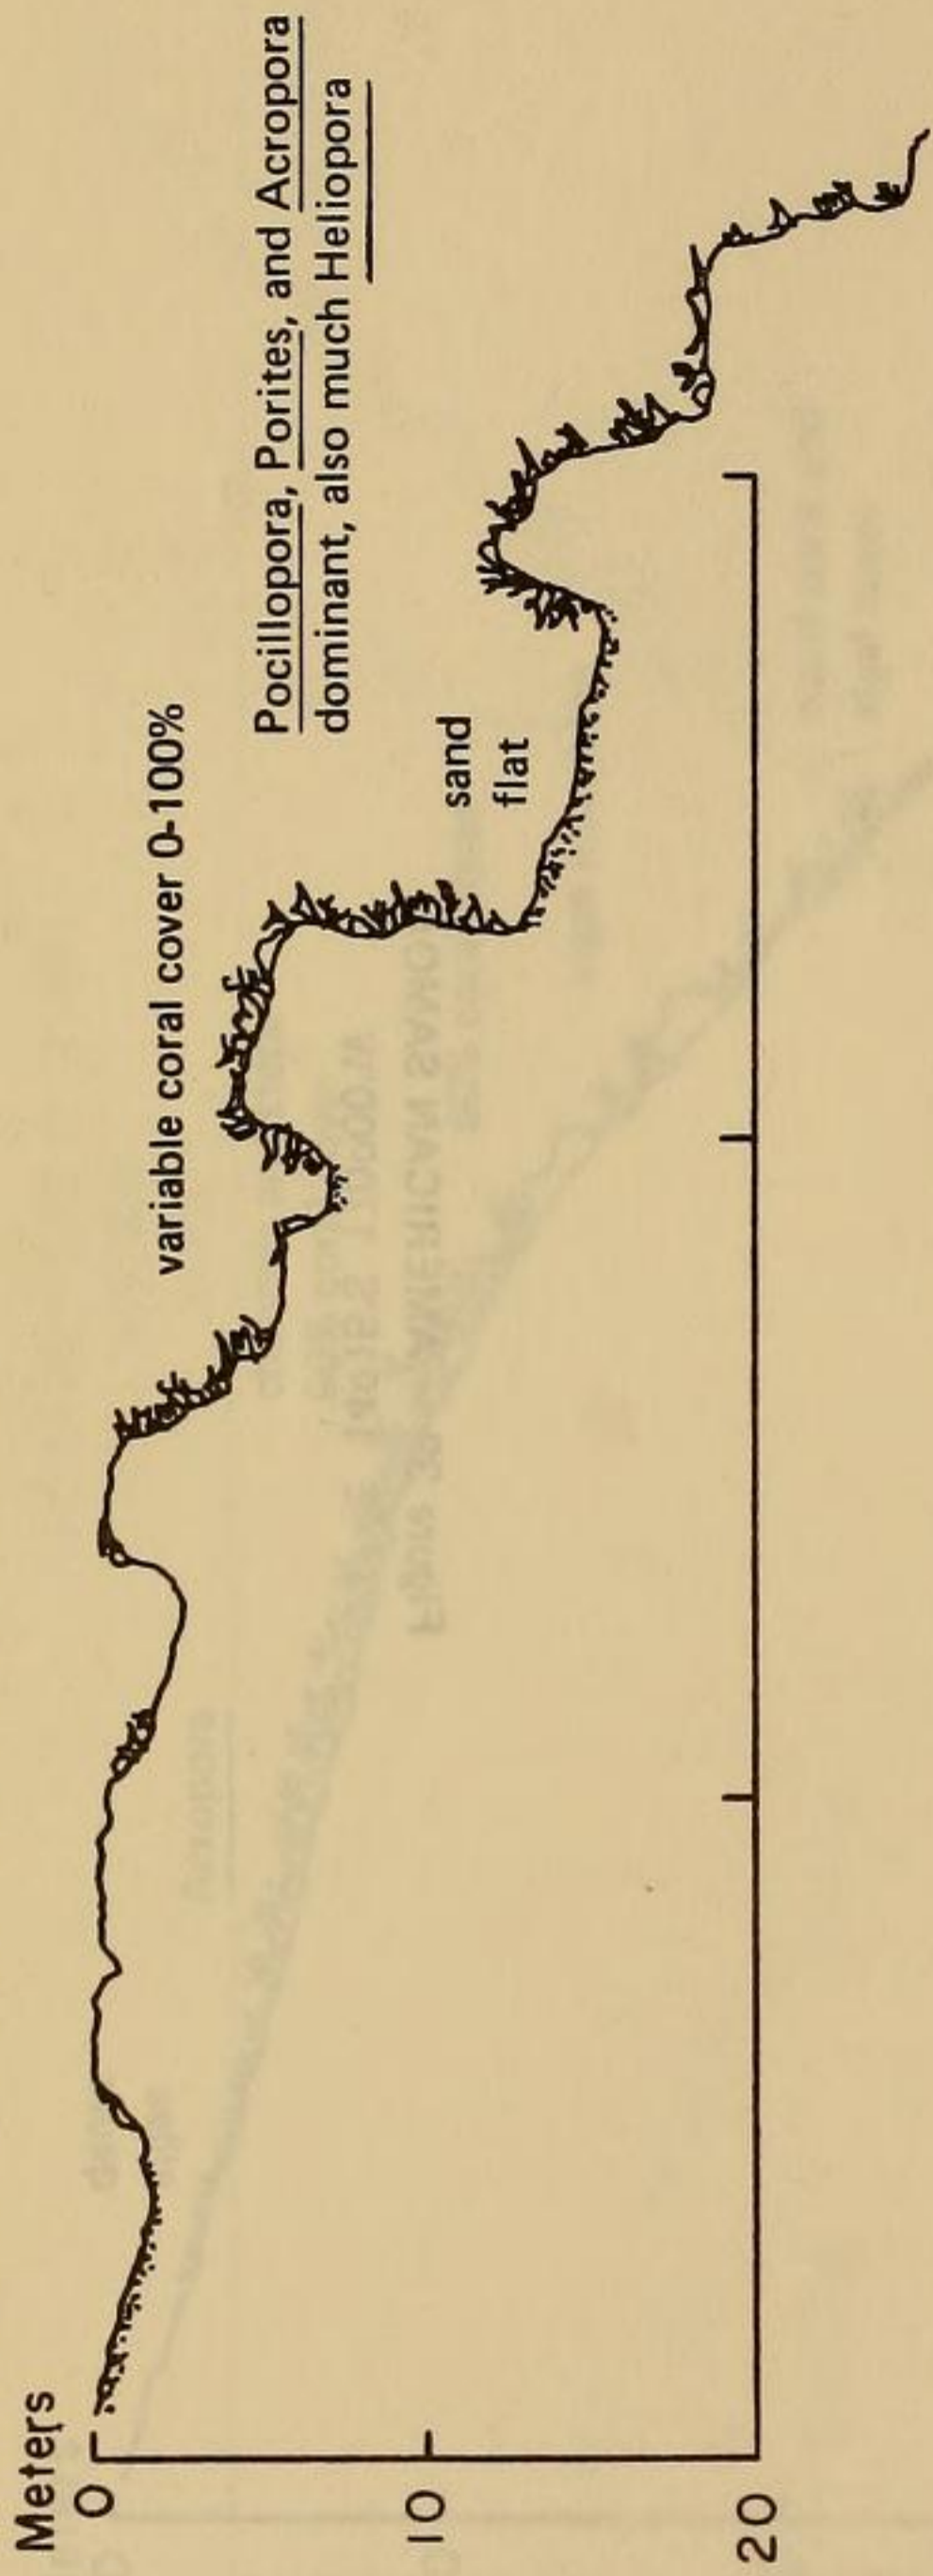 Meters
0
10
20
variable coral cover 0-100%
Pocillopora, Porites, and Acropora
dominant, also much Heliopora
sand
flat